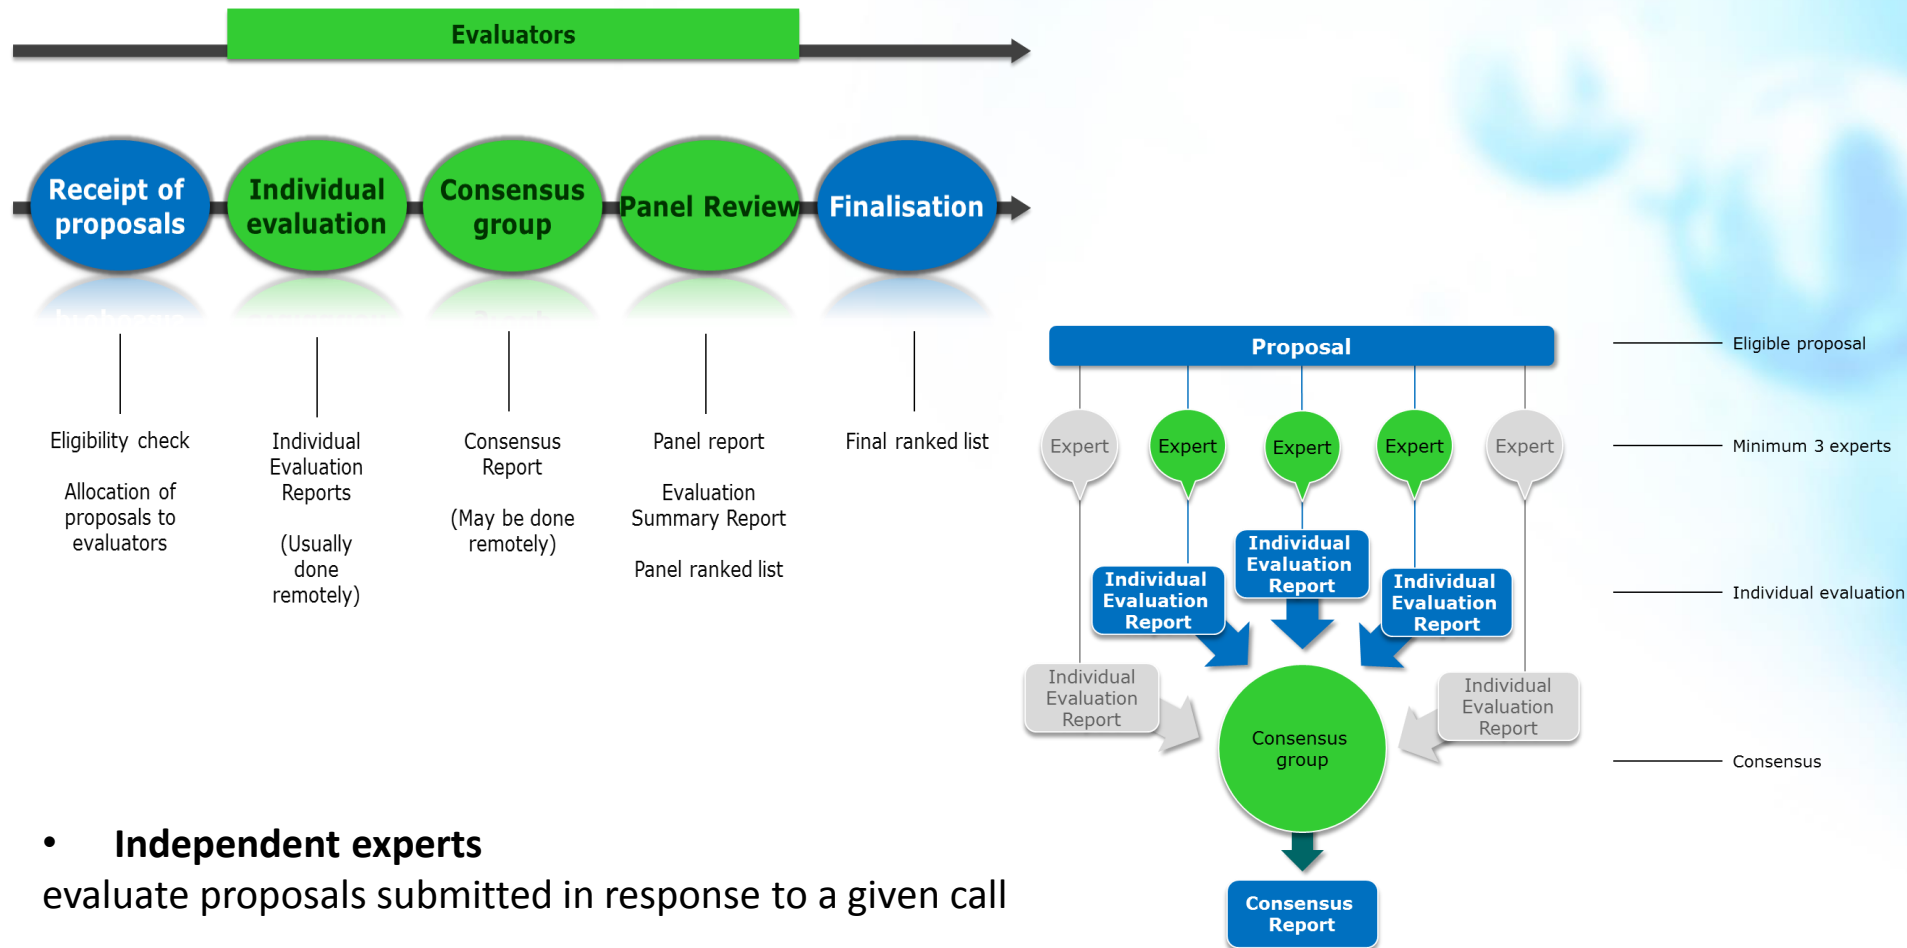 Evaluators
Receipt of
proposals
Individual
evaluation
Consensus
group
Panel Review
Finalisation
Eligibility check
Allocation of
proposals to
evaluators
Individual
Evaluation
Reports
(Usually
done
remotely)
Consensus
Report
(May be done
remotely)
Panel report
Evaluation
Summary Report
Panel ranked list
Final ranked list
Proposal
Eligible proposal
Expert
Expert
Expert
Expert
Expert
Minimum 3 experts
Individual
Evaluation
Report
Individual
Evaluation
Report
Individual
Evaluation
Report
Individual evaluation
Individual
Evaluation
Report
Individual
Evaluation
Report
Consensus
group
Consensus
Consensus
Report
• Independent experts
evaluate proposals submitted in response to a given call